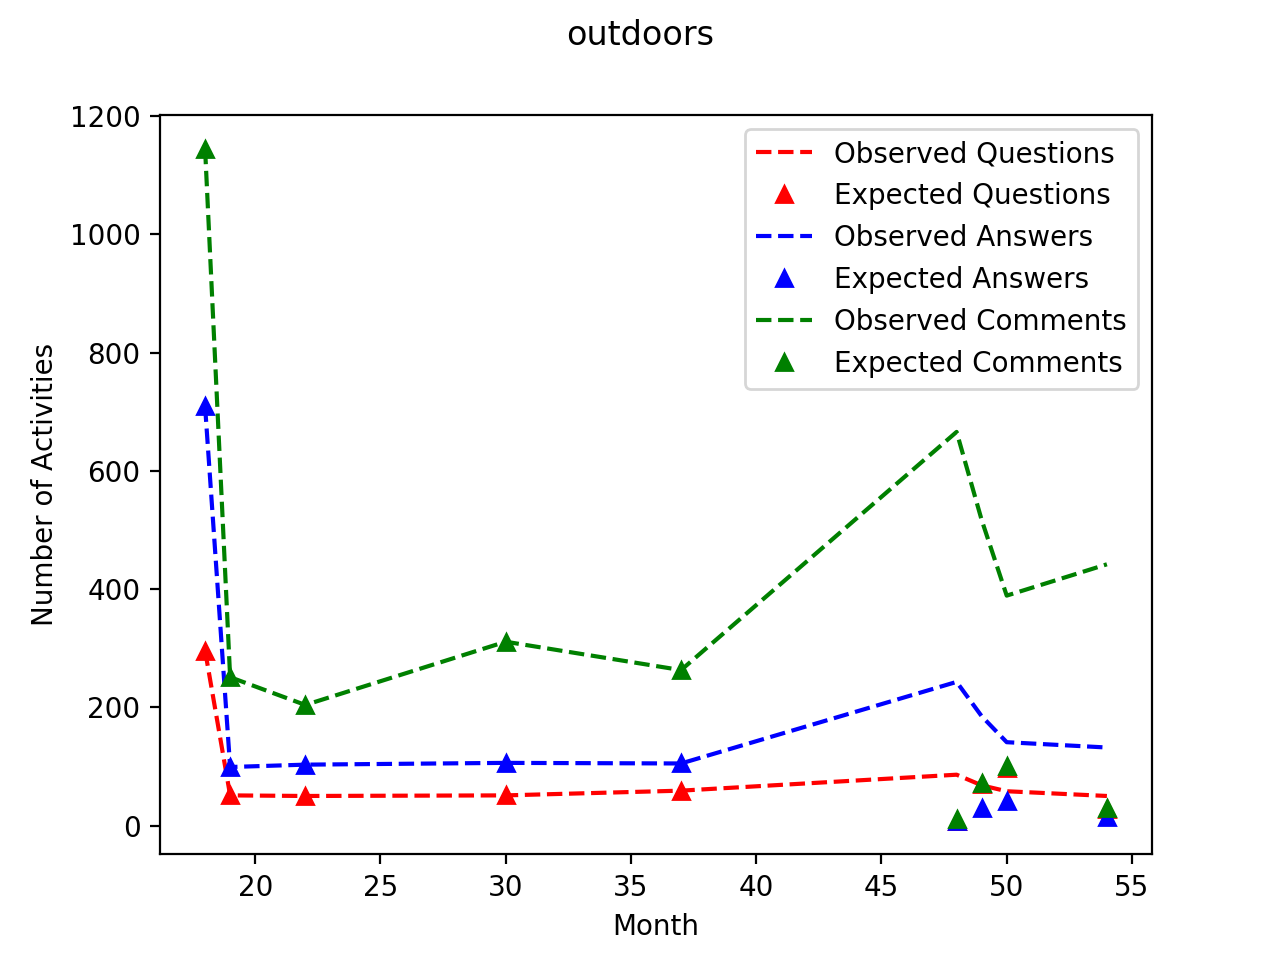 outdoors
1200
1000
800
600
400
200
0
Number of Activities
Observed Questions
Expected Questions
Observed Answers
Expected Answers
Observed Comments
Expected Comments
20 25 30 35 40 45 50 55
Month